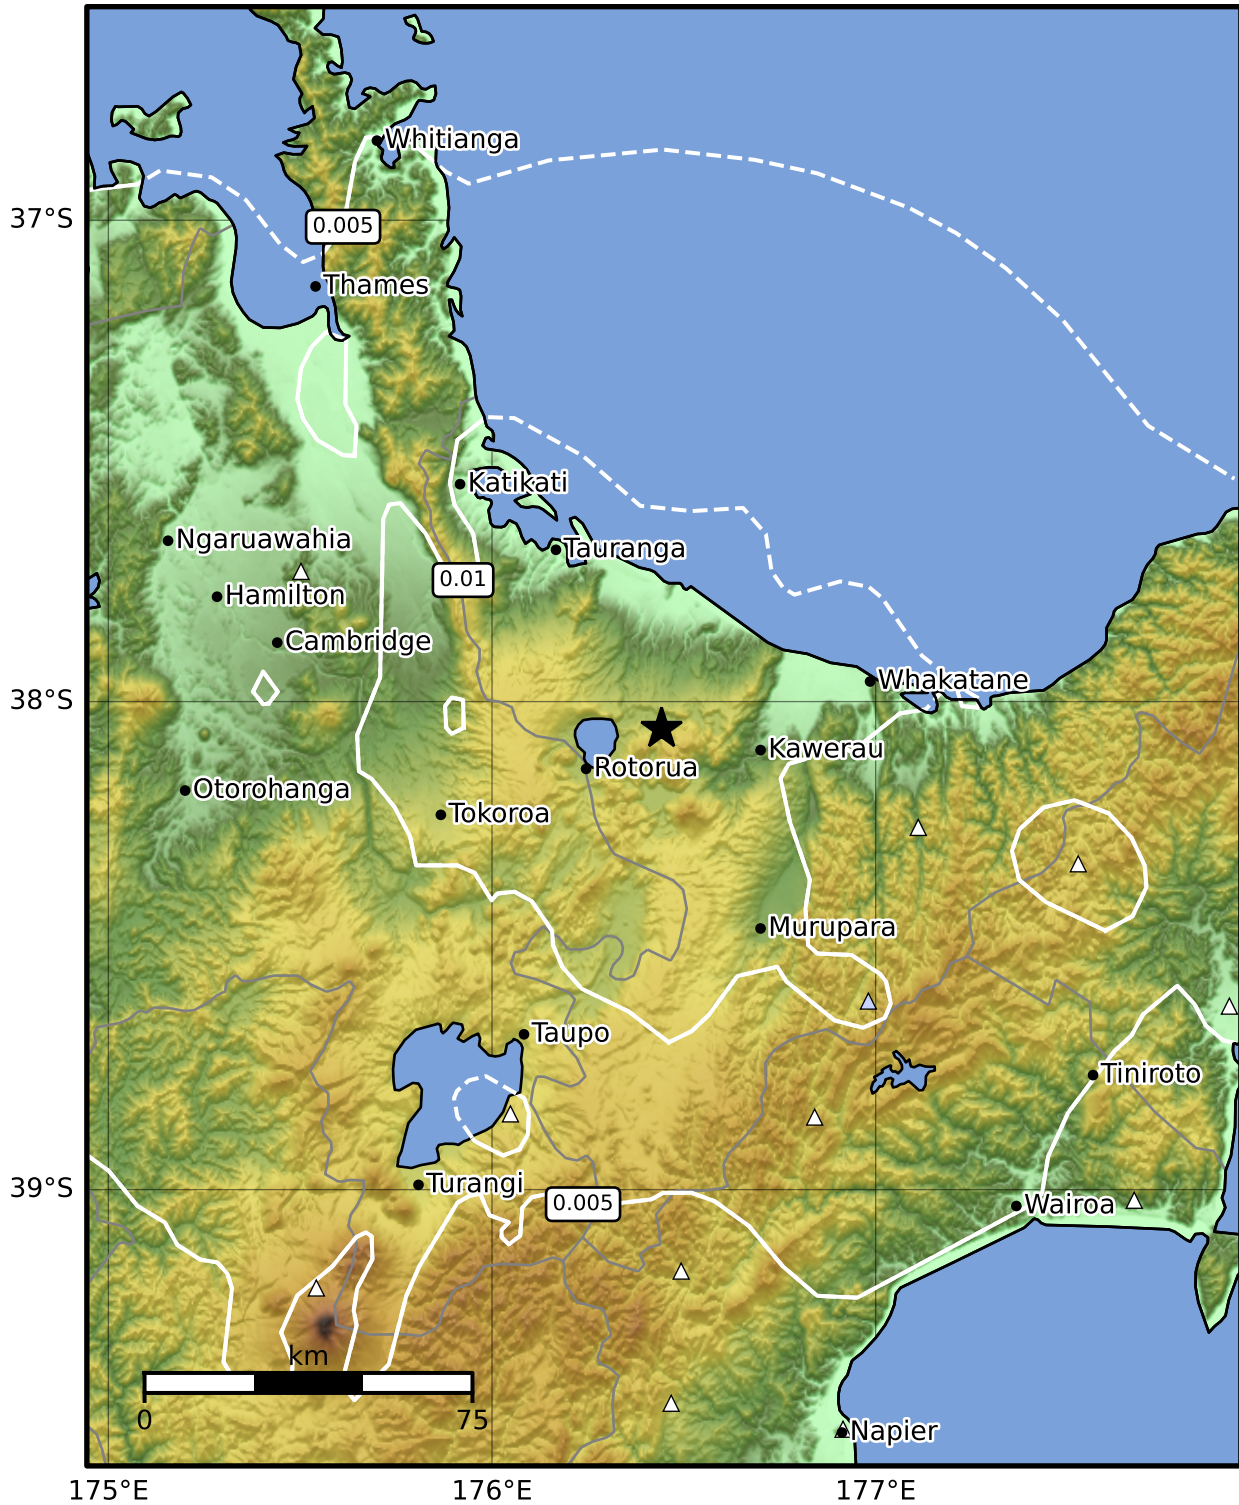 Whitianga
37°S
0.005
Thames
Katikati
Ngaruawahia
Tauranga
0.01
Hamilton
Cambridge
Whakatane
38°S
Kawerau
Rotorua
Otorohanga
Tokoroa
Murupara
Taupo
Tiniroto
Turangi
39°S
0.005
Wairoa
km
0
75
Napier
175°E
176°E
177°E